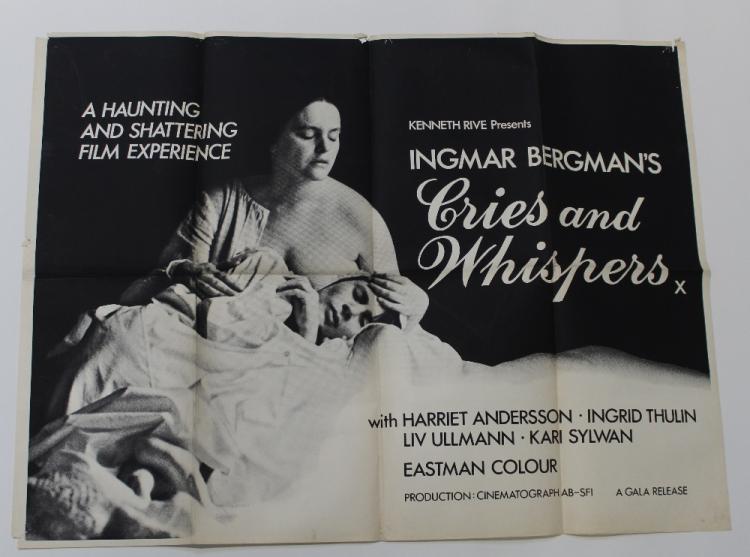 A HAUNTING
AND SHATTERING
FILM EXPERIENCE
KENNETH RIVE Presents
INGMAR BERGMAN'S
Cries and
Whispers X
with HARRIET ANDERSSON · INGRID THULIN
LIV ULLMANN · KARI SYLWAN
EASTMAN COLOUR
PRODUCTION: CINEMATOGRAPH AB-SFI A GALA RELEASE